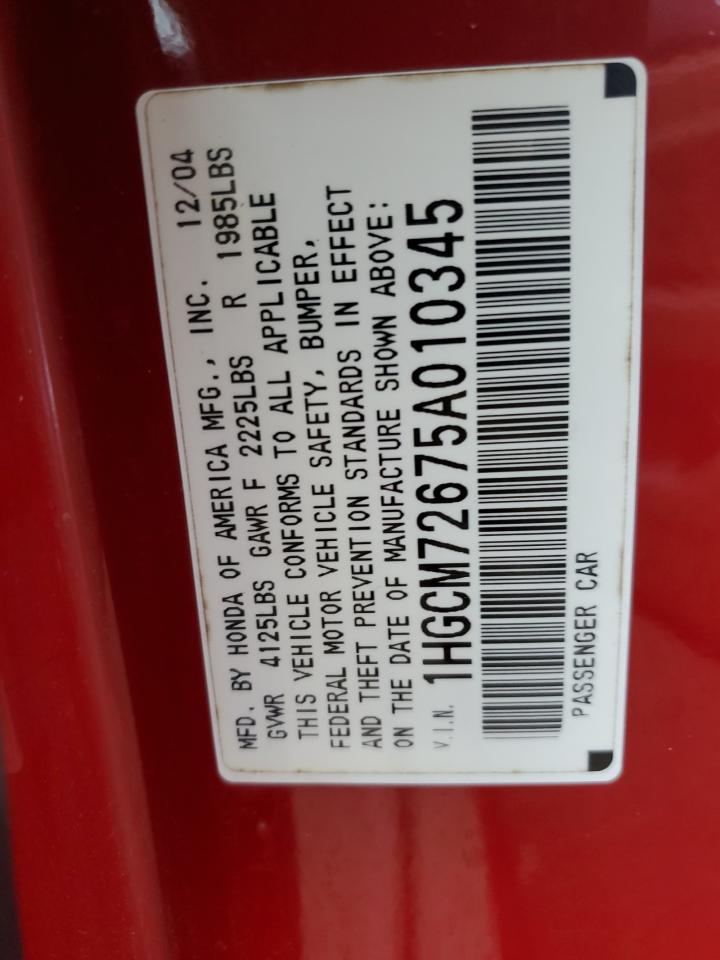 MFD. BY HONDA OF AMERICA MFG., INC. 12/04
GVWR 4125LBS GAWR F 2225LBS R 1985LBS
THIS VEHICLE CONFORMS TO ALL APPLICABLE
FEDERAL MOTOR VEHICLE SAFETY, BUMPER,
AND THEFT PREVENTION STANDARDS IN EFFECT
ON THE DATE OF MANUFACTURE SHOWN ABOVE:
V.I.N. 1HGCM72675A010345
PASSENGER CAR